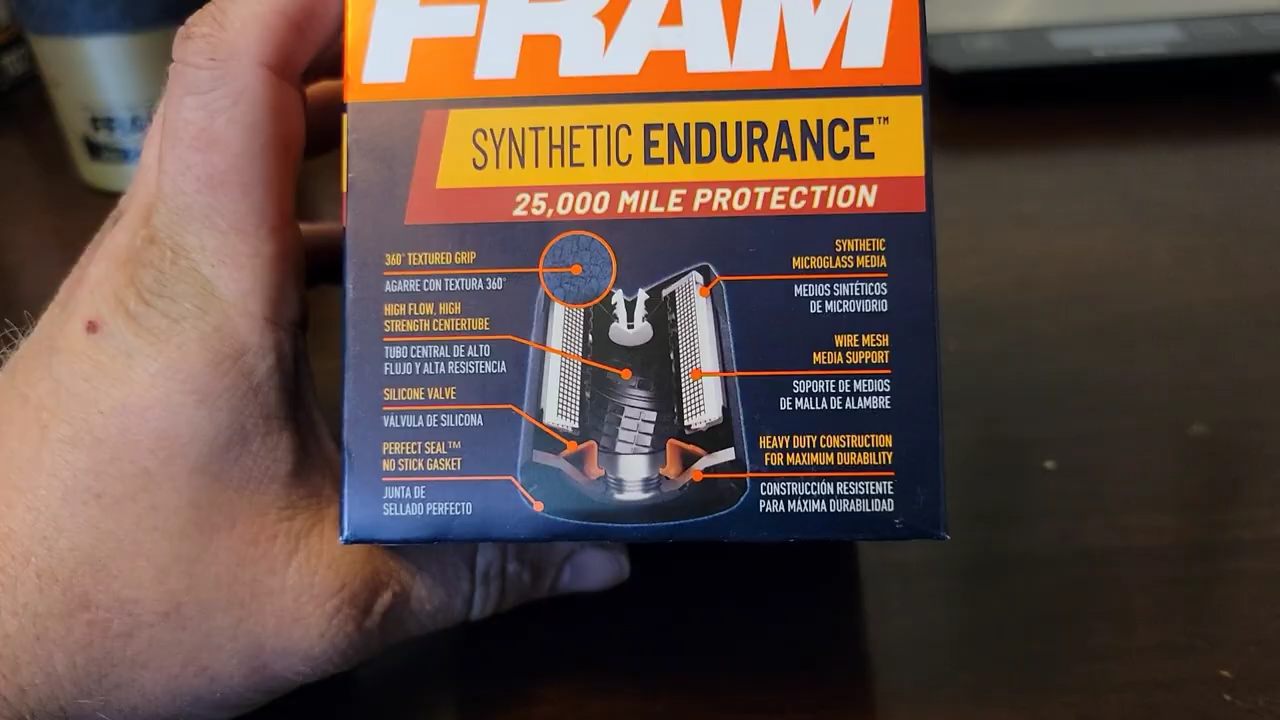 FRAM
SYNTHETIC ENDURANCE™
25,000 MILE PROTECTION
360° TEXTURED GRIP
AGARRE CON TEXTURA 360°
HIGH FLOW, HIGH
STRENGTH CENTERTUBE
TUBO CENTRAL DE ALTO
FLUJO Y ALTA RESISTENCIA
SILICONE VALVE
VÁLVULA DE SILICONA
PERFECT SEAL™
NO STICK GASKET
JUNTA DE
SELLADO PERFECTO
SYNTHETIC
MICROGLASS MEDIA
MEDIOS SINTÉTICOS
DE MICROVIDRIO
WIRE MESH
MEDIA SUPPORT
SOPORTE DE MEDIOS
DE MALLA DE ALAMBRE
HEAVY DUTY CONSTRUCTION
FOR MAXIMUM DURABILITY
CONSTRUCCIÓN RESISTENTE
PARA MÁXIMA DURABILIDAD